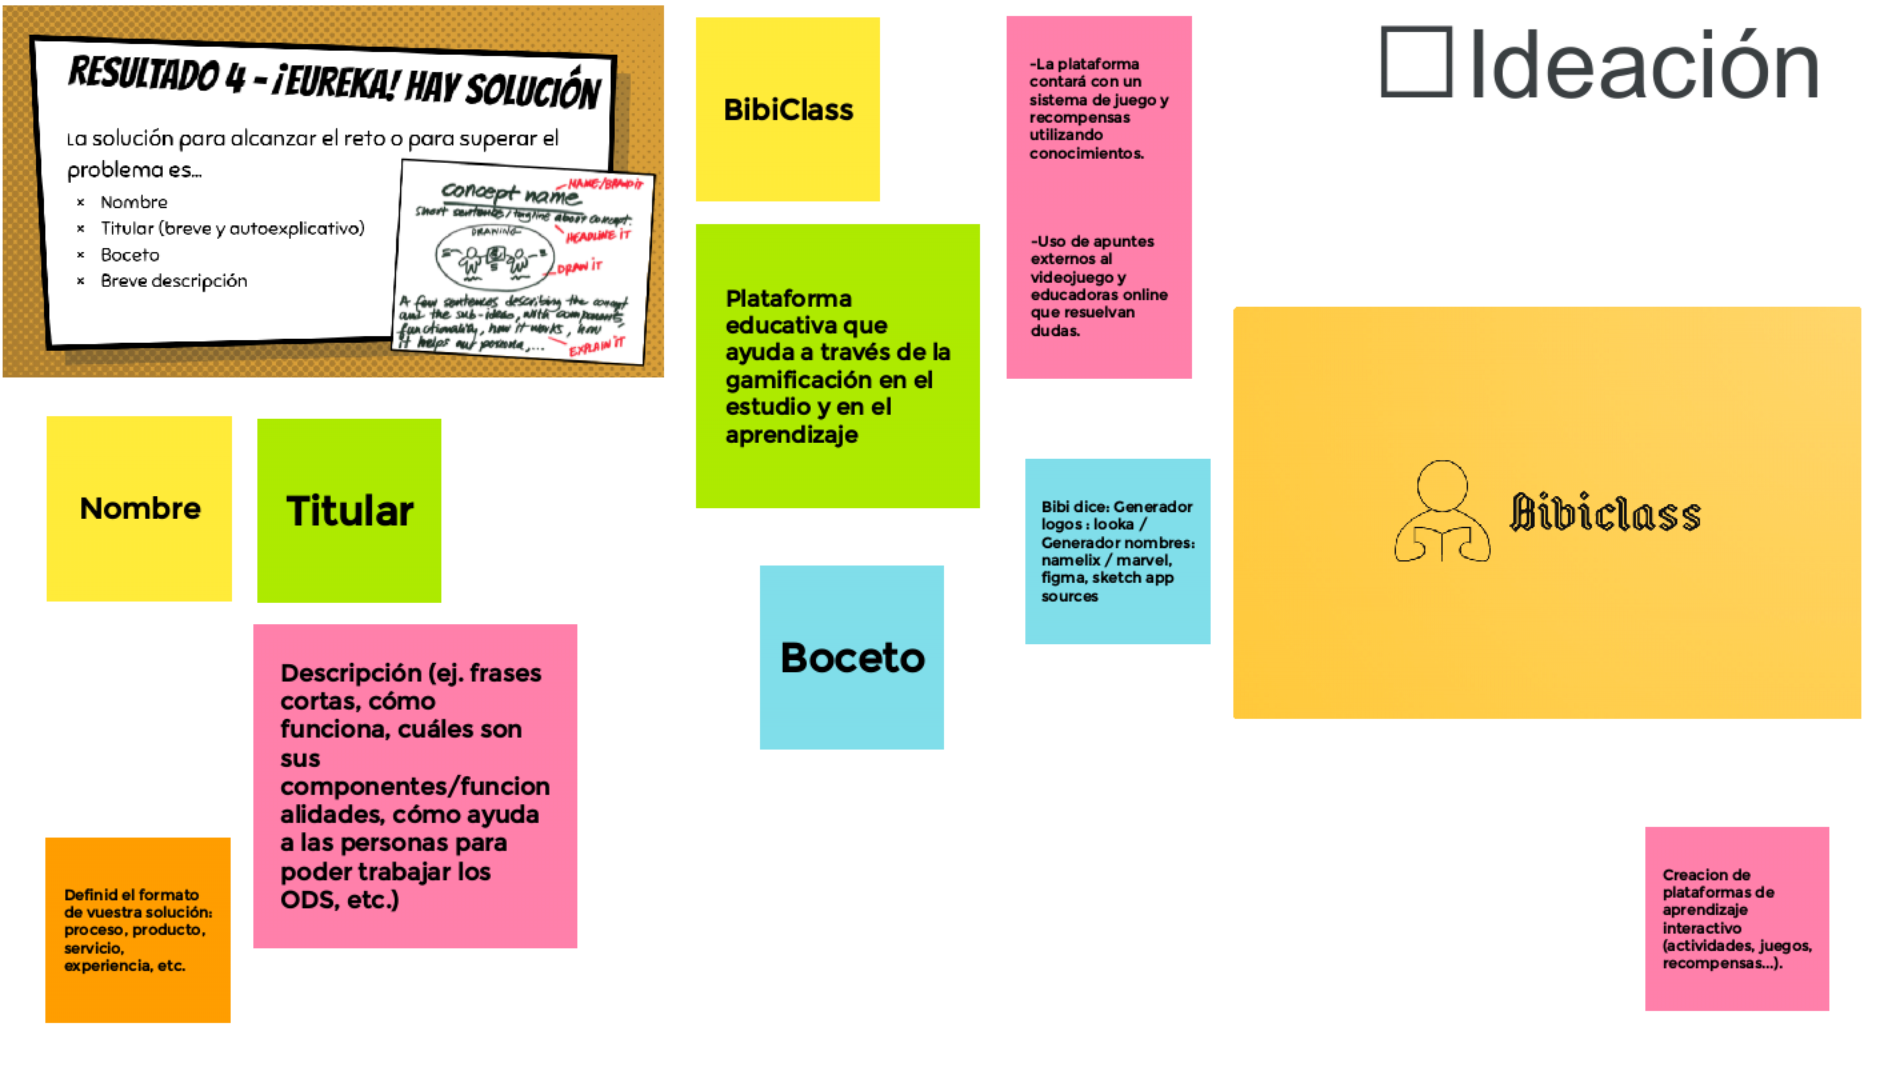 RESULTADO 4 - ¡EUREKA! HAY SOLUCIÓN
La solución para alcanzar el reto o para superar el
problema es...
× Nombre
× Titular (breve y autoexplicativo)
× Boceto
× Breve descripción
concept name
NAME/BRAND IT
short sentence/tagline about concept.
HEADLINE IT
DRAWING
DRAW IT
A few sentences describing the concept
and the sub-ideas, with components,
functionality, how it works, how
it helps our persona,...
EXPLAIN IT
Nombre
Titular
Descripción (ej. frases
cortas, cómo
funciona, cuáles son
sus
componentes/funcion
alidades, cómo ayuda
a las personas para
poder trabajar los
ODS, etc.)
Definid el formato
de vuestra solución:
proceso, producto,
servicio,
experiencia, etc.
BibiClass
Plataforma
educativa que
ayuda a través de la
gamificación en el
estudio y en el
aprendizaje
Boceto
-La plataforma
contará con un
sistema de juego y
recompensas
utilizando
conocimientos.
-Uso de apuntes
externos al
videojuego y
educadoras online
que resuelvan
dudas.
Bibi dice: Generador
logos : looka /
Generador nombres:
namelix / marvel,
figma, sketch app
sources
Ideación
Bibiclass
Creacion de
plataformas de
aprendizaje
interactivo
(actividades, juegos,
recompensas...).